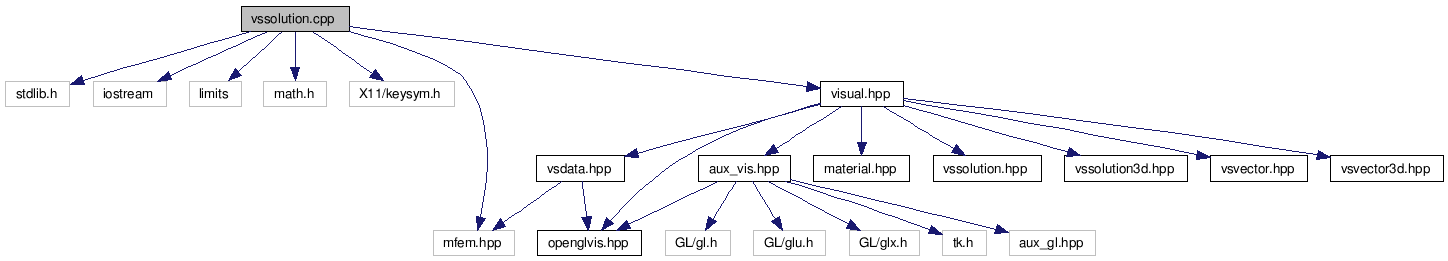 vssolution.cpp
stdlib.h
iostream
limits
math.h
X11/keysym.h
visual.hpp
vsdata.hpp
aux_vis.hpp
material.hpp
vssolution.hpp
vssolution3d.hpp
vsvector.hpp
vsvector3d.hpp
mfem.hpp
openglvis.hpp
GL/gl.h
GL/glu.h
GL/glx.h
tk.h
aux_gl.hpp